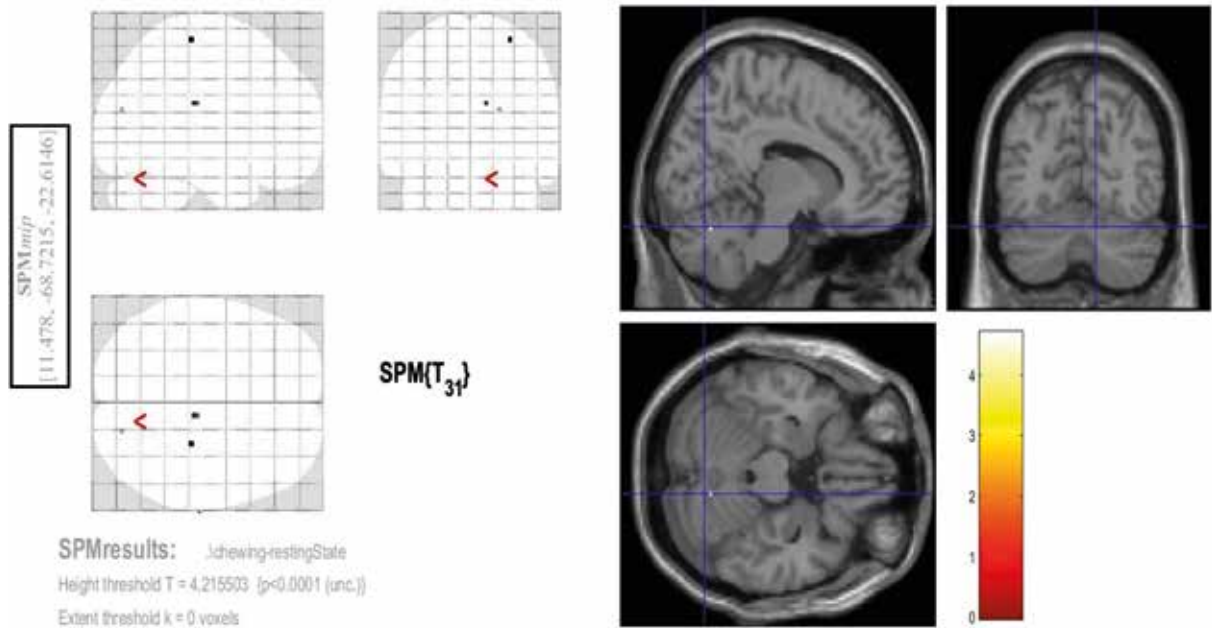 SPMmip
[11.478, -68.7215, -22.6146]
SPM{T31}
SPMresults: .\chewing-restingState
Height threshold T = 4.215503 {p<0.0001 (unc.)}
Extent threshold k = 0 voxels
4
3
2
1
0